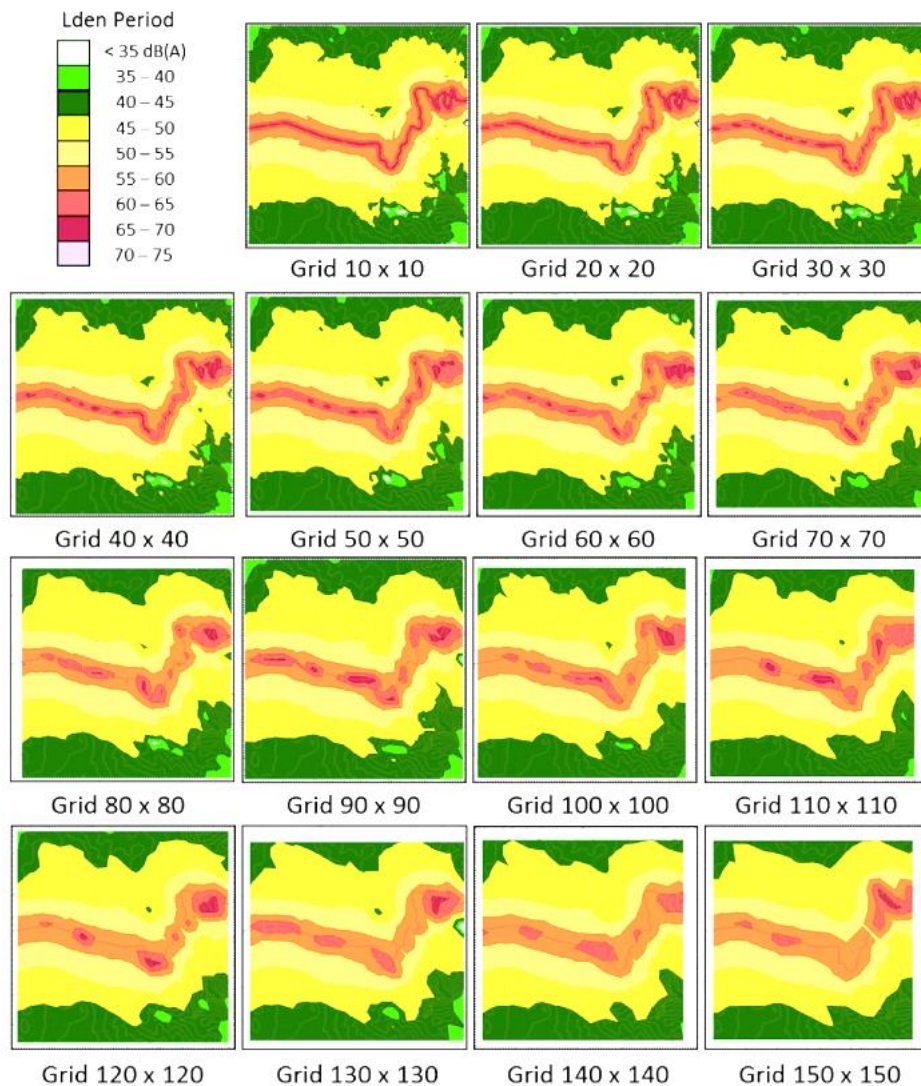 Lden Period
< 35 dB(A)
35 – 40
40 – 45
45 – 50
50 – 55
55 – 60
60 – 65
65 – 70
70 – 75
Grid 10 x 10
Grid 20 x 20
Grid 30 x 30
Grid 40 x 40
Grid 50 x 50
Grid 60 x 60
Grid 70 x 70
Grid 80 x 80
Grid 90 x 90
Grid 100 x 100
Grid 110 x 110
Grid 120 x 120
Grid 130 x 130
Grid 140 x 140
Grid 150 x 150